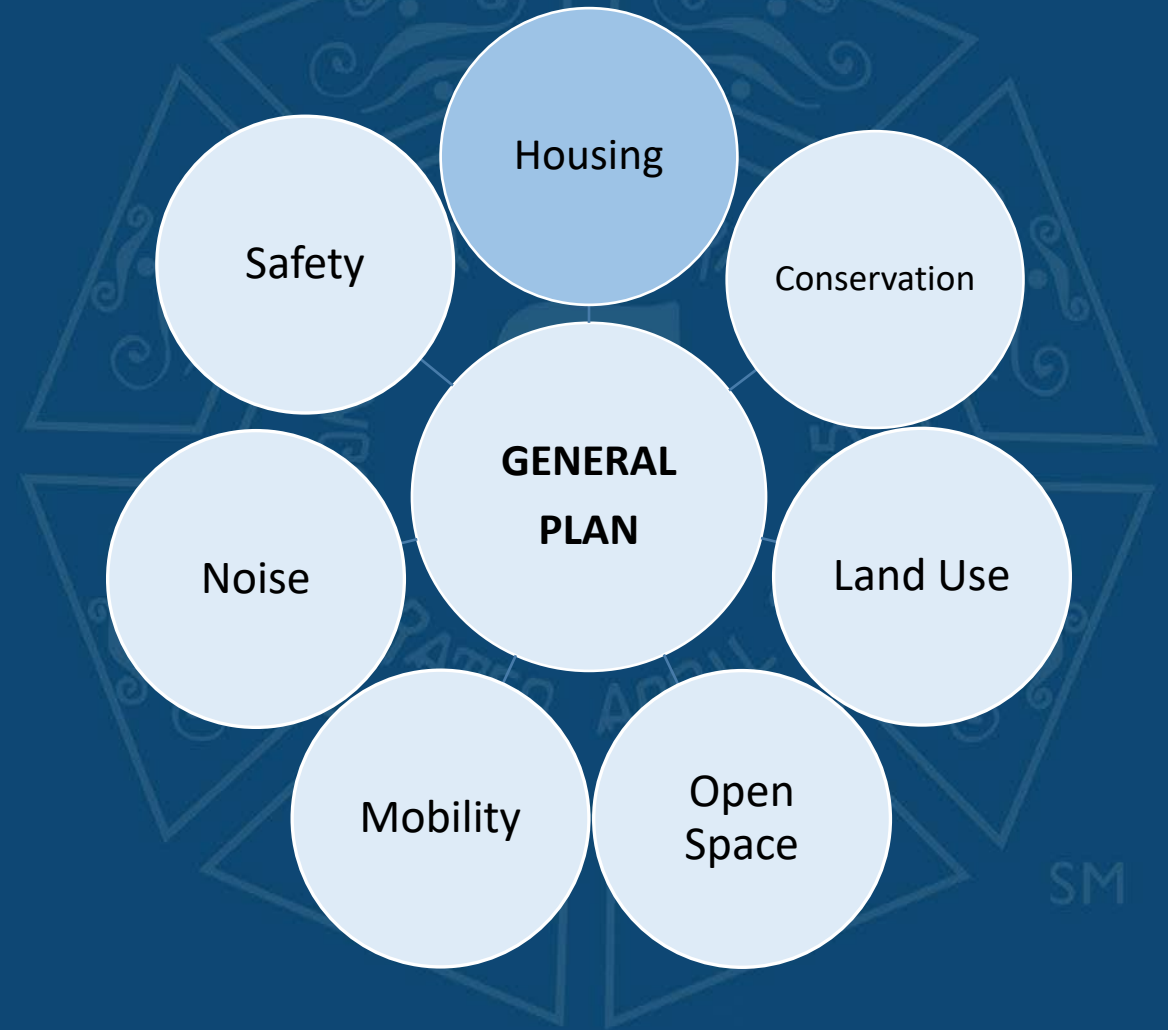 Housing
Safety
Conservation
GENERAL
PLAN
Noise
Land Use
Mobility
Open
Space
SM